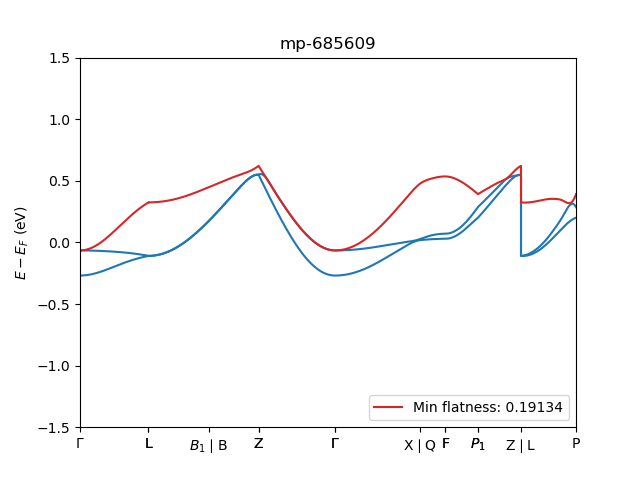 mp-685609
E − E_F (eV)
1.5
1.0
0.5
0.0
−0.5
−1.0
−1.5
Min flatness: 0.19134
Γ L B₁ | B Z Γ X | Q F P₁ Z | L P